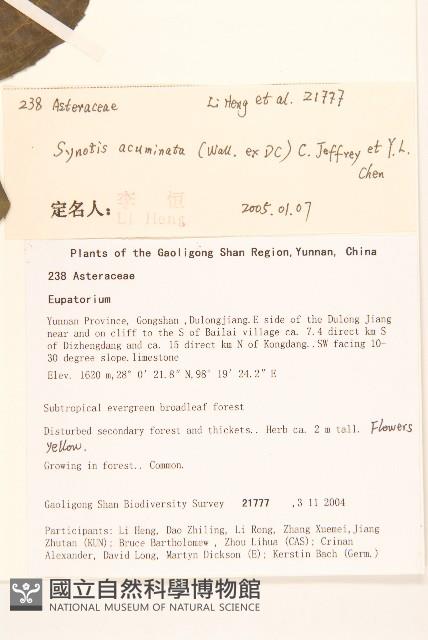 238 Asteraceae Li Heng et al. 21777
Synotis acuminata (Wall. ex DC) C. Jeffrey et Y.L.
Chen
定名人: 李 恒
Li Heng
2005.01.07
Plants of the Gaoligong Shan Region, Yunnan, China
238 Asteraceae
Eupatorium
Yunnan Province, Gongshan ,Dulongjiang.E side of the Dulong Jiang
near and on cliff to the S of Bailai village ca. 7.4 direct km S
of Dizhengdang and ca. 15 direct km N of Kongdang..SW facing 10-
30 degree slope.limestone
Elev. 1620 m,28° 0′ 21.8″ N,98° 19′ 24.2″ E
Subtropical evergreen broadleaf forest
Disturbed secondary forest and thickets.. Herb ca. 2 m tall. Flowers
yellow.
Growing in forest.. Common.
Gaoligong Shan Biodiversity Survey 21777 ,3 11 2004
Participants: Li Heng, Dao Zhiling, Li Rong, Zhang Xuemei,Jiang
Zhutan (KUN); Bruce Bartholomew , Zhou Lihua (CAS); Crinan
Alexander, David Long, Martyn Dickson (E); Kerstin Bach (Germ.)
國立自然科學博物館
NATIONAL MUSEUM OF NATURAL SCIENCE